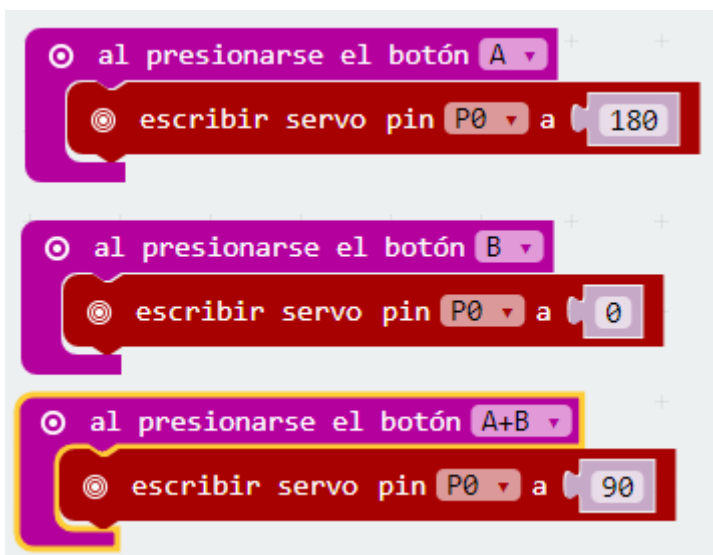 al presionarse el botón A
escribir servo pin P0 a 180
al presionarse el botón B
escribir servo pin P0 a 0
al presionarse el botón A+B
escribir servo pin P0 a 90